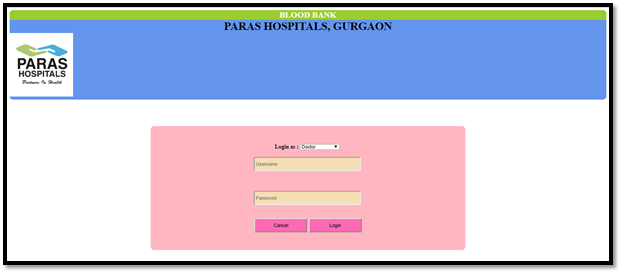 BLOOD BANK
PARAS HOSPITALS, GURGAON
PARAS
HOSPITALS
Partners In Health
Login as : Doctor
Username
Password
Cancel Login